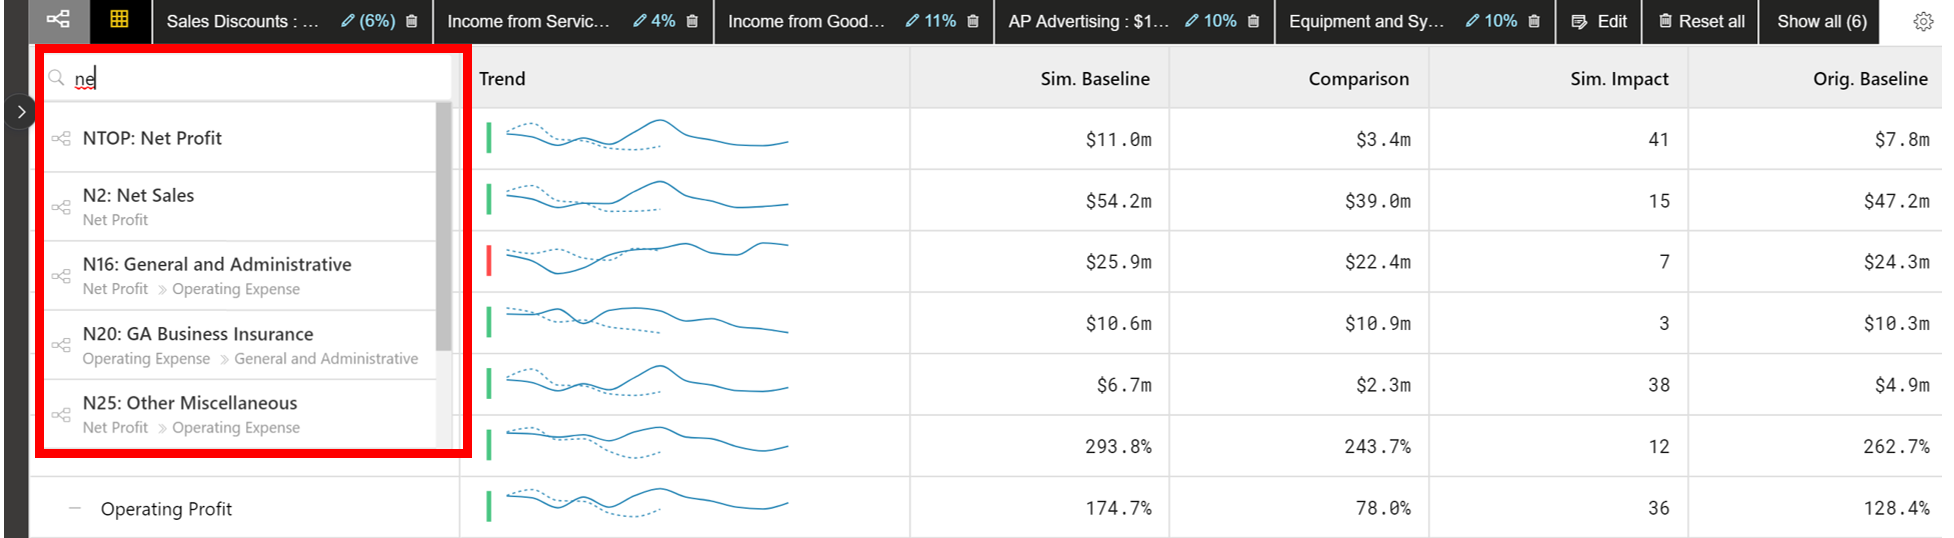 Sales Discounts : ... (6%) Income from Servic... 4% Income from Good... 11% AP Advertising : $1... 10% Equipment and Sy... 10% Edit Reset all Show all (6)
ne Trend Sim. Baseline Comparison Sim. Impact Orig. Baseline
NTOP: Net Profit $11.0m $3.4m 41 $7.8m
N2: Net Sales
Net Profit
$54.2m $39.0m 15 $47.2m
N16: General and Administrative
Net Profit » Operating Expense
$25.9m $22.4m 7 $24.3m
N20: GA Business Insurance
Operating Expense » General and Administrative
$10.6m $10.9m 3 $10.3m
N25: Other Miscellaneous
Net Profit » Operating Expense
$6.7m $2.3m 38 $4.9m
293.8% 243.7% 12 262.7%
Operating Profit 174.7% 78.0% 36 128.4%